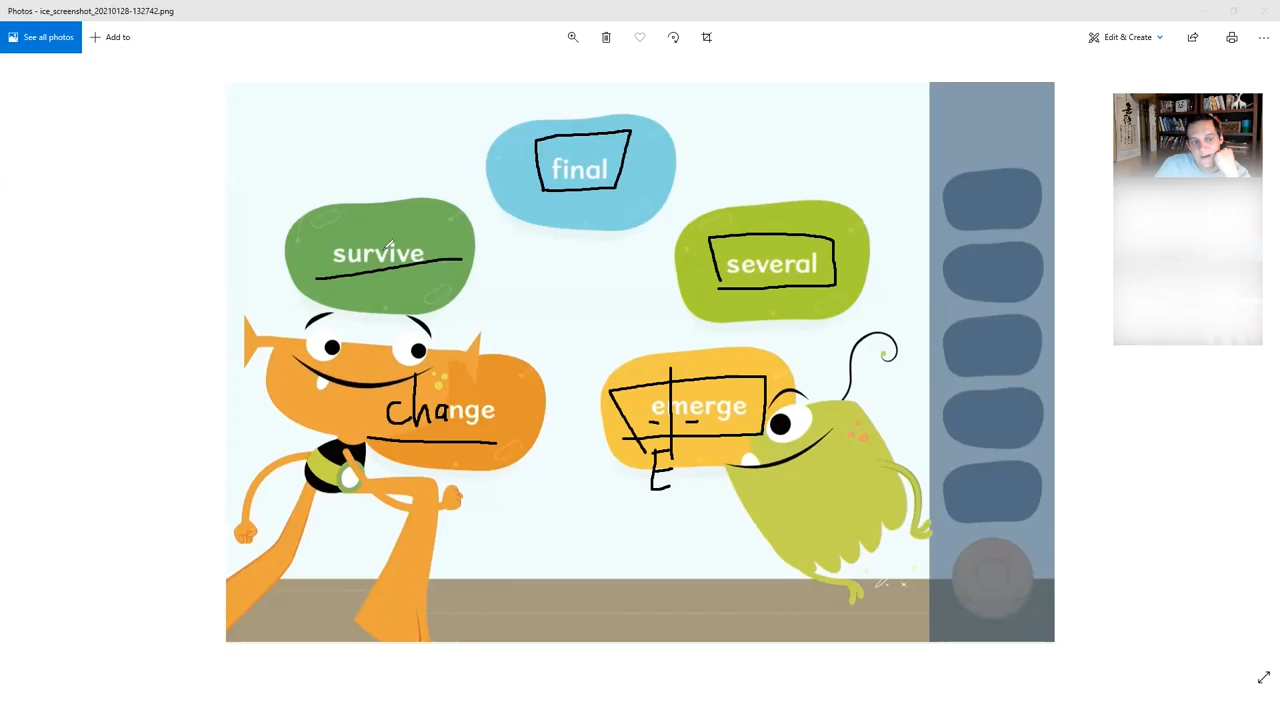 Photos - ice_screenshot_20210128-132742.png
See all photos
Add to
Edit & Create
final
survive
several
change
emerge
E